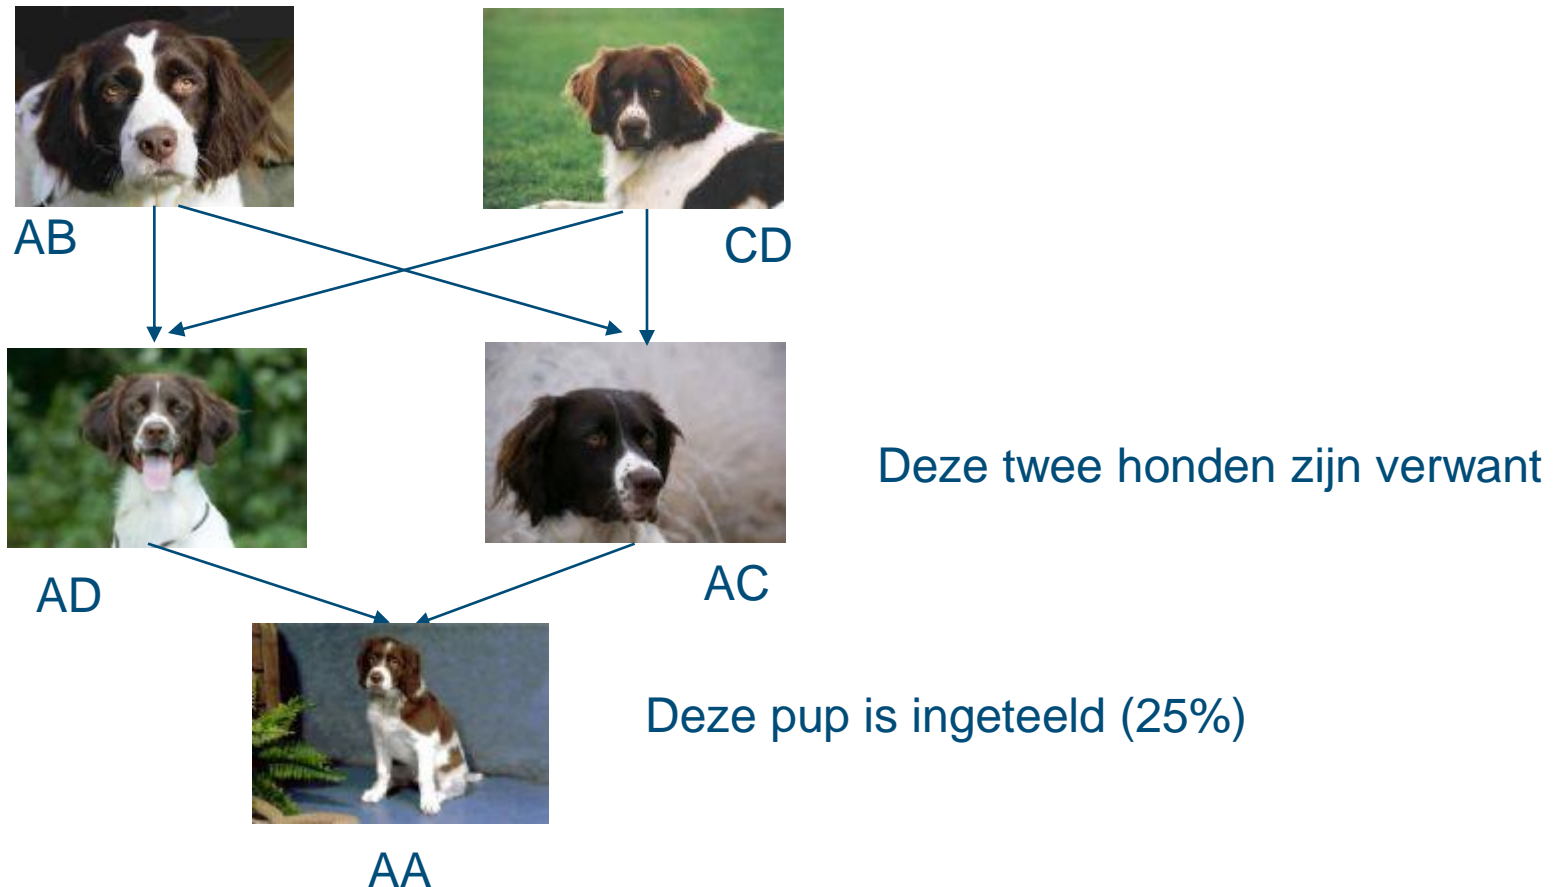 AB
CD
Deze twee honden zijn verwant
AD
AC
Deze pup is ingeteeld (25%)
AA